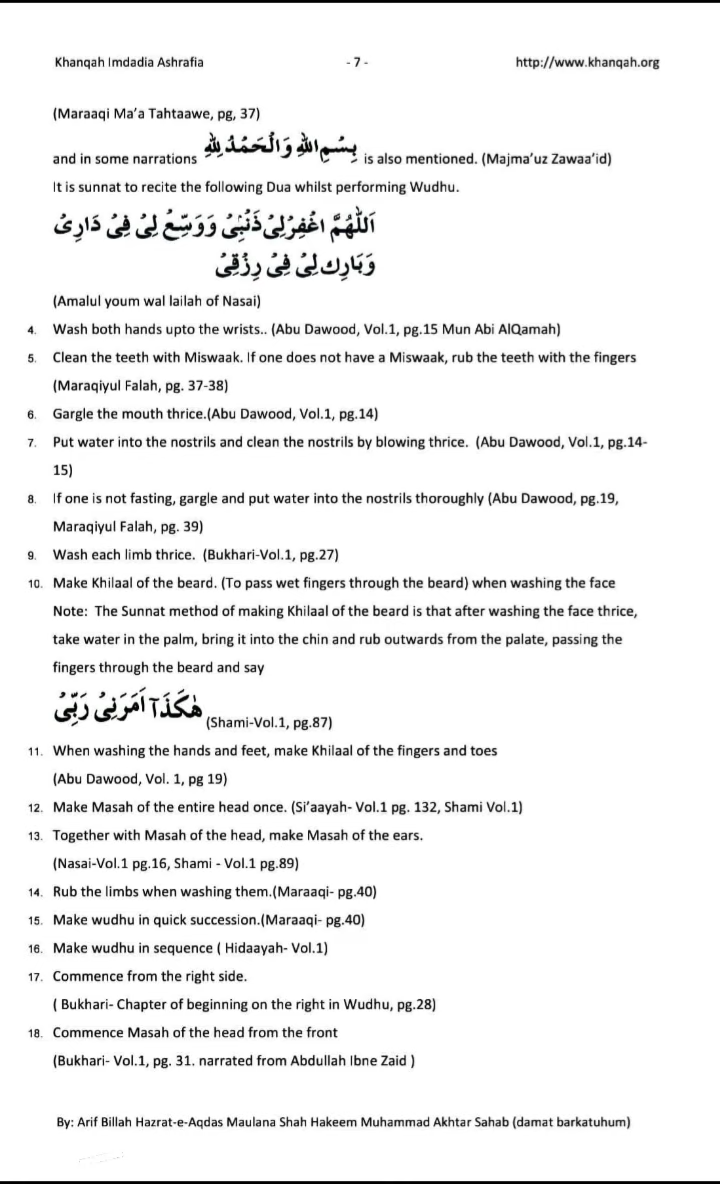 Khanqah Imdadia Ashrafia - 7 - http://www.khanqah.org
(Maraaqi Ma’a Tahtaawe, pg, 37)
and in some narrations بِسْمِ اللهِ وَالْحَمْدُ لِلّٰهِ is also mentioned. (Majma’uz Zawaa’id)
It is sunnat to recite the following Dua whilst performing Wudhu.
اَللّٰهُمَّ اغْفِرْلِیْ ذَنْۢبِیْ وَوَسِّعْ لِیْ فِیْ دَارِیْ
وَبَارِكْ لِیْ فِیْ رِزْقِیْ
(Amalul youm wal lailah of Nasai)
4. Wash both hands upto the wrists.. (Abu Dawood, Vol.1, pg.15 Mun Abi AlQamah)
5. Clean the teeth with Miswaak. If one does not have a Miswaak, rub the teeth with the fingers
(Maraqiyul Falah, pg. 37-38)
6. Gargle the mouth thrice.(Abu Dawood, Vol.1, pg.14)
7. Put water into the nostrils and clean the nostrils by blowing thrice. (Abu Dawood, Vol.1, pg.14-
15)
8. If one is not fasting, gargle and put water into the nostrils thoroughly (Abu Dawood, pg.19,
Maraqiyul Falah, pg. 39)
9. Wash each limb thrice. (Bukhari-Vol.1, pg.27)
10. Make Khilaal of the beard. (To pass wet fingers through the beard) when washing the face
Note: The Sunnat method of making Khilaal of the beard is that after washing the face thrice,
take water in the palm, bring it into the chin and rub outwards from the palate, passing the
fingers through the beard and say
هٰكَذَآ اَمَرَنِیْ رَبِّیْ (Shami-Vol.1, pg.87)
11. When washing the hands and feet, make Khilaal of the fingers and toes
(Abu Dawood, Vol. 1, pg 19)
12. Make Masah of the entire head once. (Si’aayah- Vol.1 pg. 132, Shami Vol.1)
13. Together with Masah of the head, make Masah of the ears.
(Nasai-Vol.1 pg.16, Shami - Vol.1 pg.89)
14. Rub the limbs when washing them.(Maraaqi- pg.40)
15. Make wudhu in quick succession.(Maraaqi- pg.40)
16. Make wudhu in sequence ( Hidaayah- Vol.1)
17. Commence from the right side.
( Bukhari- Chapter of beginning on the right in Wudhu, pg.28)
18. Commence Masah of the head from the front
(Bukhari- Vol.1, pg. 31. narrated from Abdullah Ibne Zaid )
By: Arif Billah Hazrat-e-Aqdas Maulana Shah Hakeem Muhammad Akhtar Sahab (damat barkatuhum)